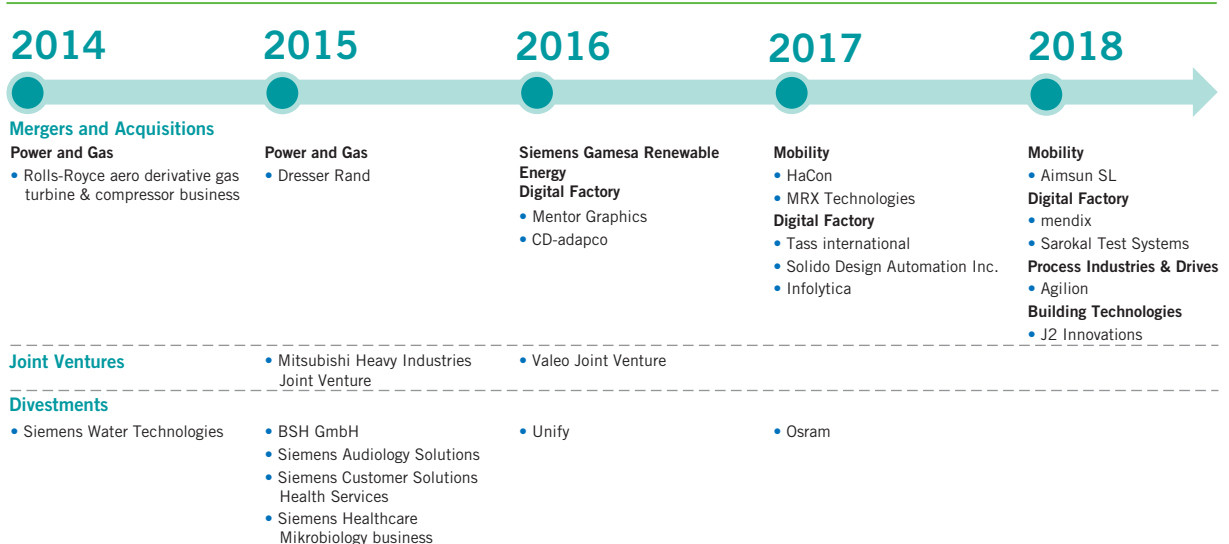 2014
2015
2016
2017
2018
Mergers and Acquisitions
Power and Gas
• Rolls-Royce aero derivative gas
turbine & compressor business
Power and Gas
• Dresser Rand
Siemens Gamesa Renewable
Energy
Digital Factory
• Mentor Graphics
• CD-adapco
Mobility
• HaCon
• MRX Technologies
Digital Factory
• Tass international
• Solido Design Automation Inc.
• Infolytica
Mobility
• Aimsun SL
Digital Factory
• mendix
• Sarokal Test Systems
Process Industries & Drives
• Agilion
Building Technologies
• J2 Innovations
Joint Ventures
• Mitsubishi Heavy Industries
Joint Venture
• Valeo Joint Venture
Divestments
• Siemens Water Technologies
• BSH GmbH
• Siemens Audiology Solutions
• Siemens Customer Solutions
Health Services
• Siemens Healthcare
Mikrobiology business
• Unify
• Osram